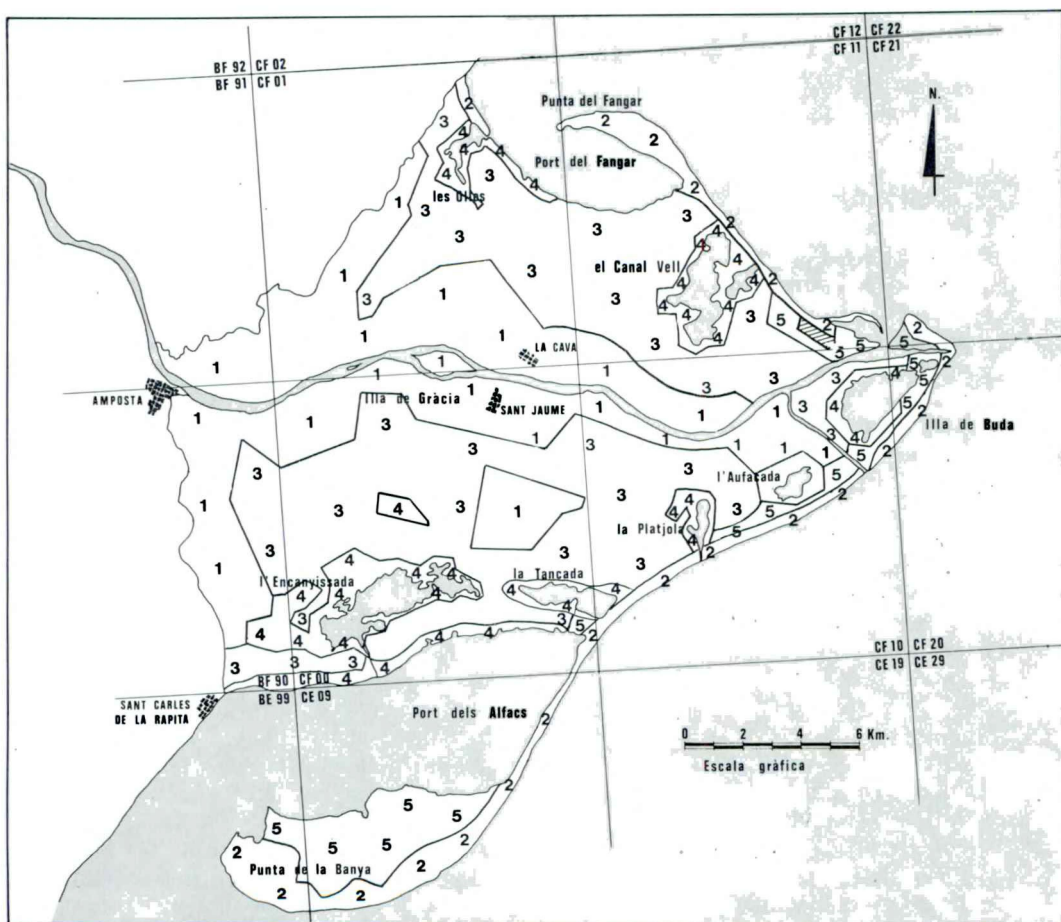 CF 12 CF 22
CF 11 CF 21
BF 92 CF 02
BF 91 CF 01
N.
Punta del Fangar
Port del Fangar
les Olles
el Canal Vell
LA CAVA
AMPOSTA
Illa de Gràcia
SANT JAUME
Illa de Buda
l'Aufacada
la Platjola
l'Encanyissada
la Tancada
CF 10 CF 20
CE 19 CE 29
BF 90 CF 00
BE 99 CE 09
SANT CARLES
DE LA RAPITA
Port dels Alfacs
0 2 4 6 Km.
Escala gràfica
Punta de la Banya